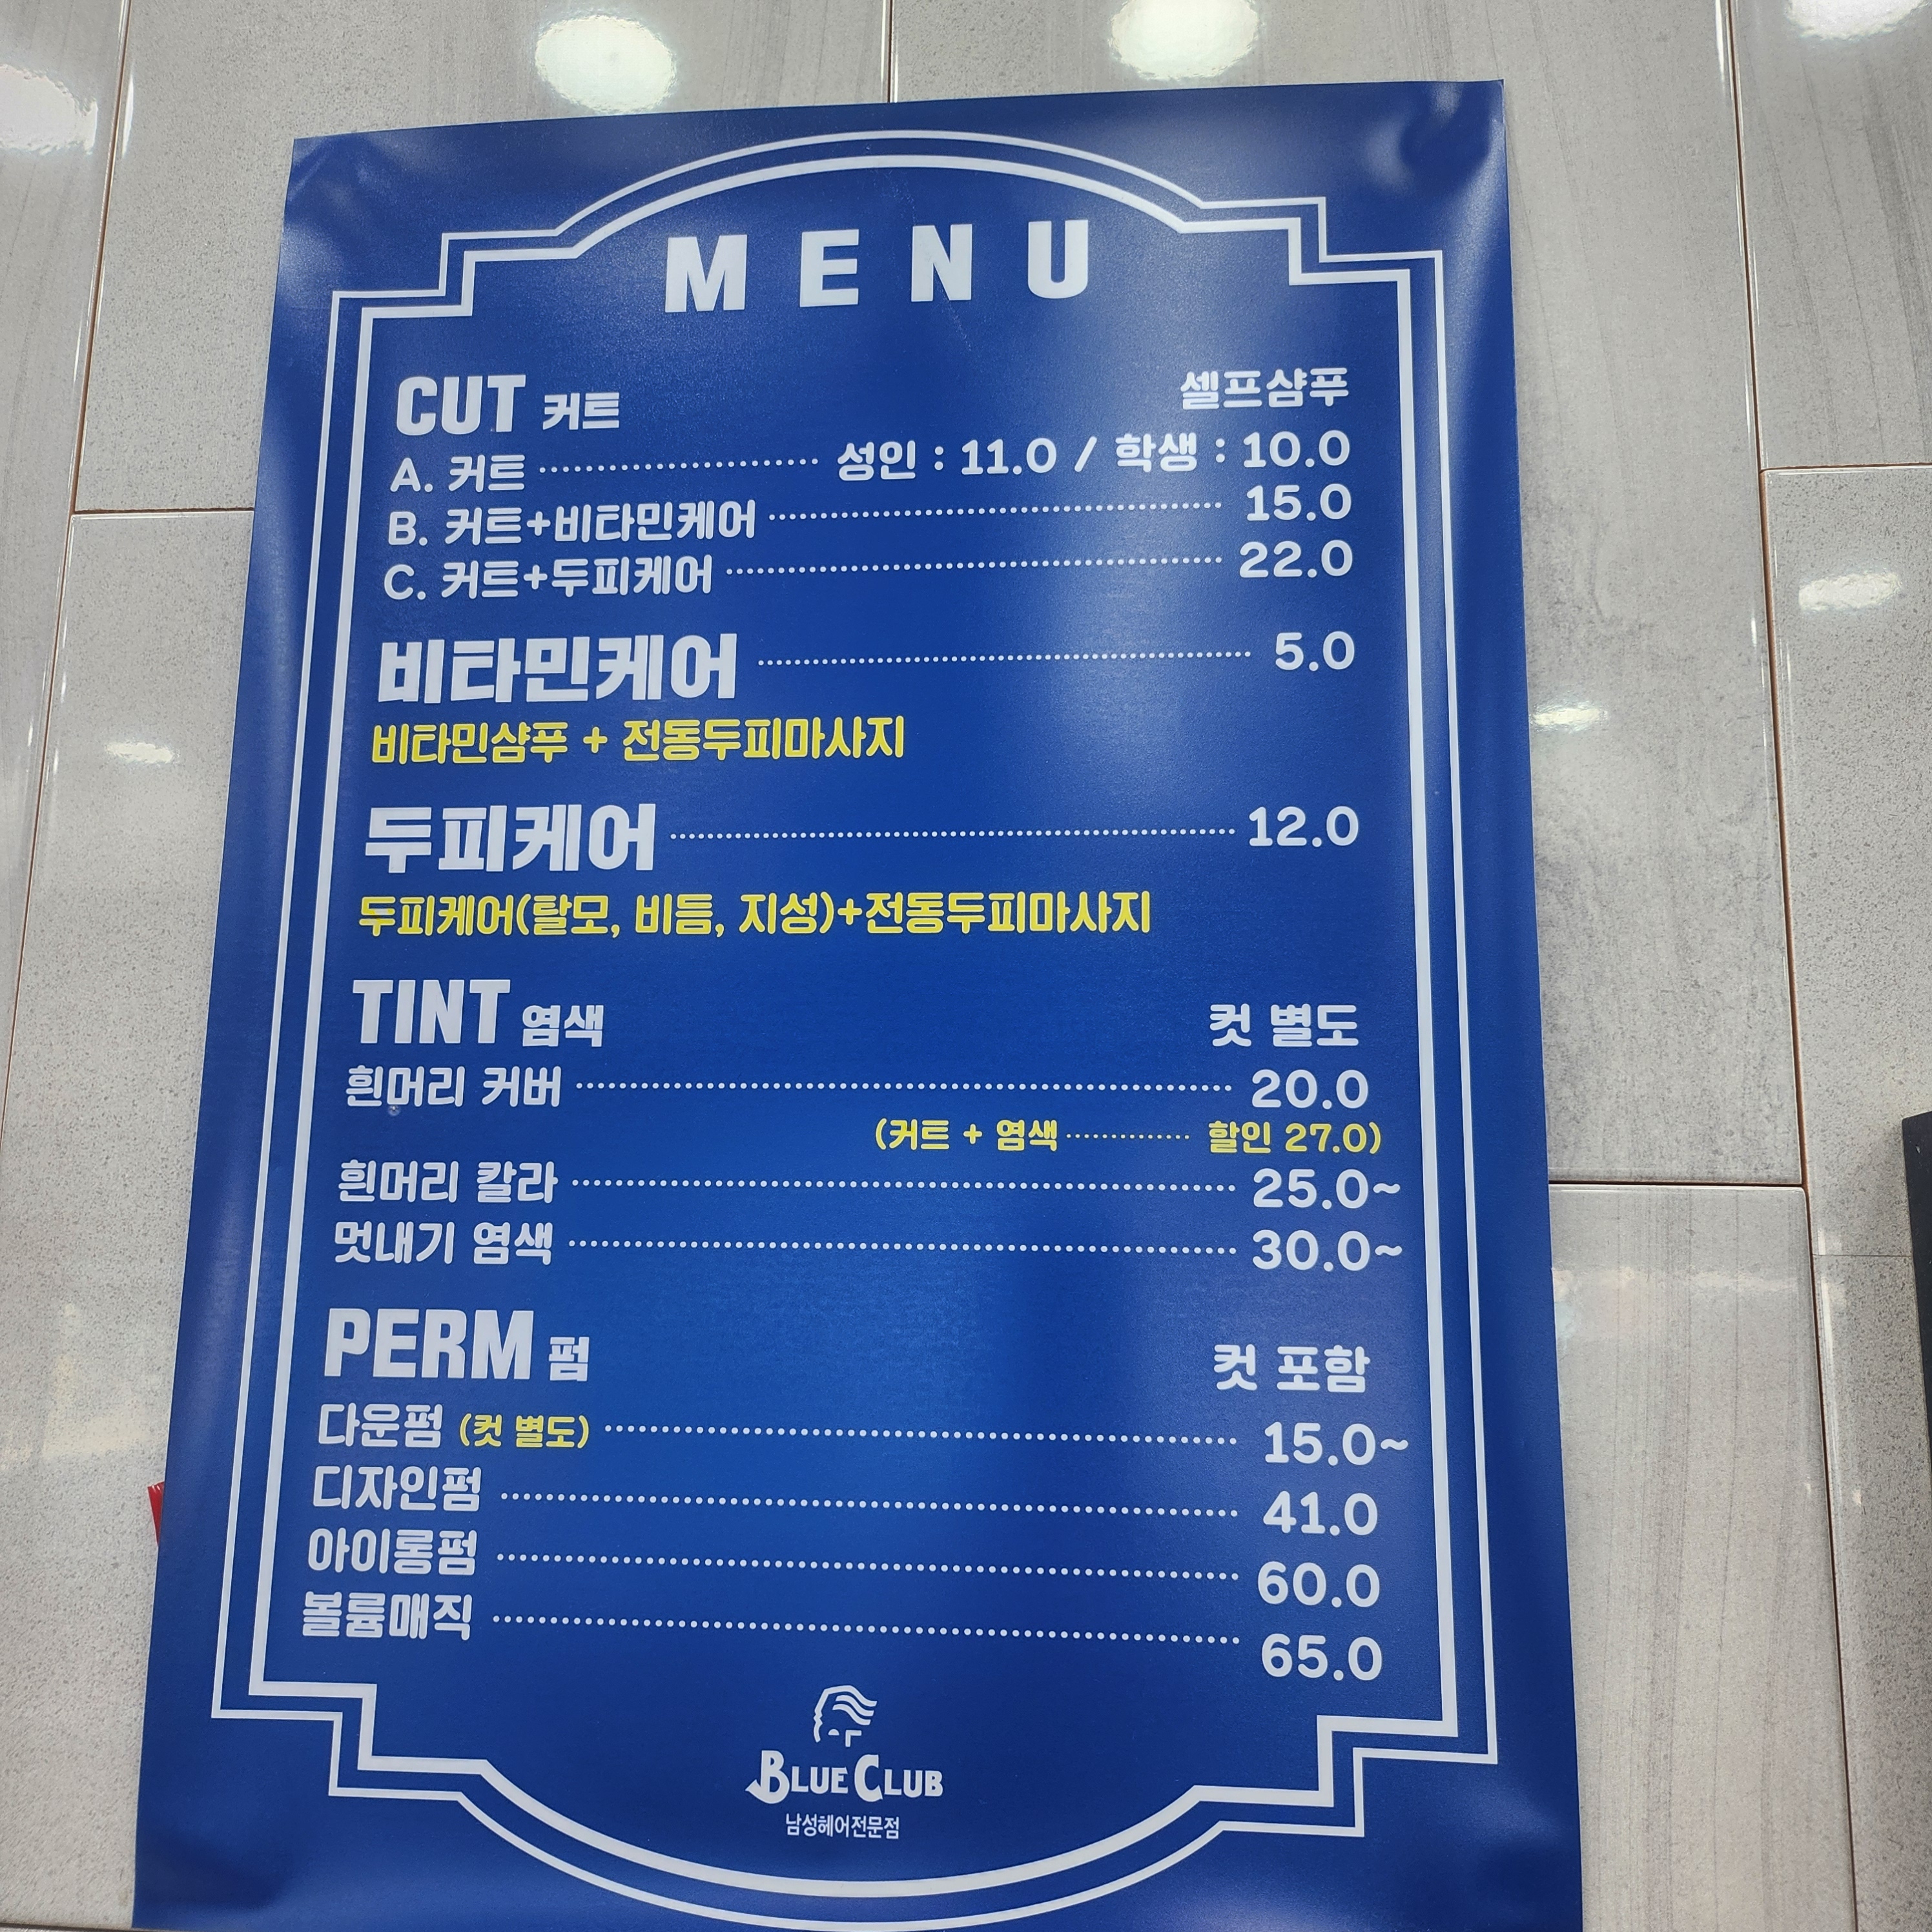 MENU
CUT 커트 셀프샴푸
A. 커트 성인 : 11.0 / 학생 : 10.0
B. 커트+비타민케어 15.0
C. 커트+두피케어 22.0
비타민케어 5.0
비타민샴푸 + 전동두피마사지
두피케어 12.0
두피케어(탈모, 비듬, 지성)+전동두피마사지
TINT 염색 컷 별도
흰머리 커버 20.0
(커트 + 염색 할인 27.0)
흰머리 칼라 25.0~
멋내기 염색 30.0~
PERM 펌 컷 포함
다운펌 (컷 별도) 15.0~
디자인펌 41.0
아이롱펌 60.0
볼륨매직 65.0
BLUE CLUB
남성헤어전문점